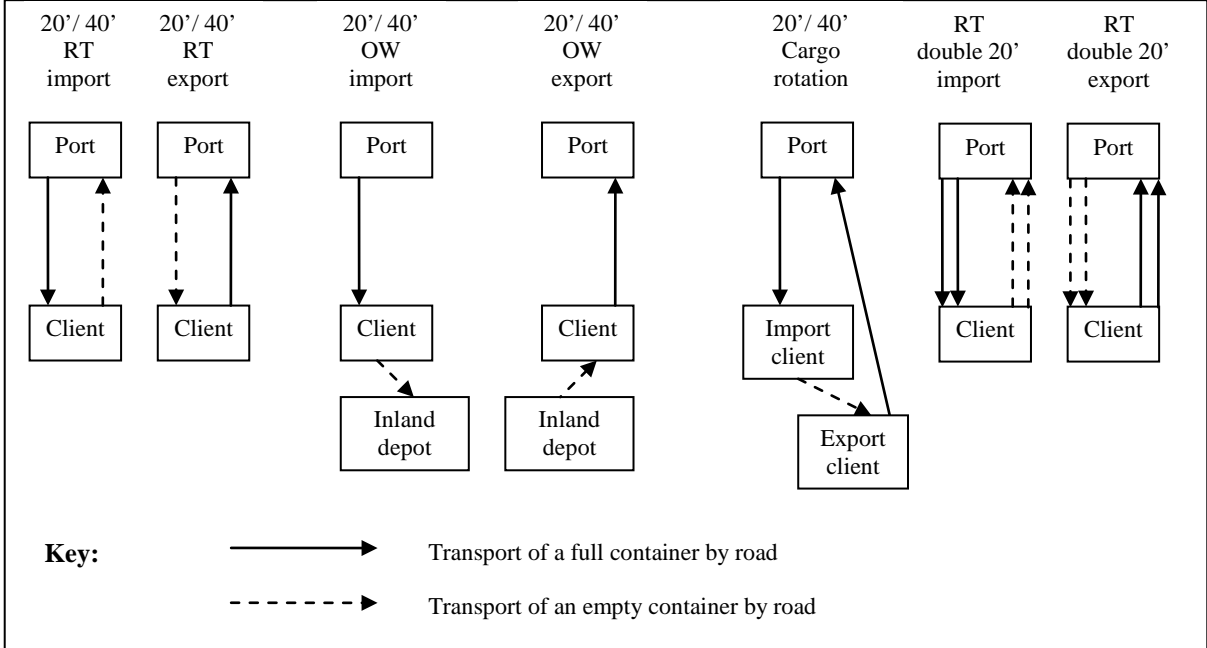 20’/ 40’
RT
import
20’/ 40’
RT
export
20’/ 40’
OW
import
20’/ 40’
OW
export
20’/ 40’
Cargo
rotation
RT
double 20’
import
RT
double 20’
export
Port
Port
Port
Port
Port
Port
Port
Client
Client
Client
Client
Import
client
Client
Client
Inland
depot
Inland
depot
Export
client
Key:
Transport of a full container by road
Transport of an empty container by road